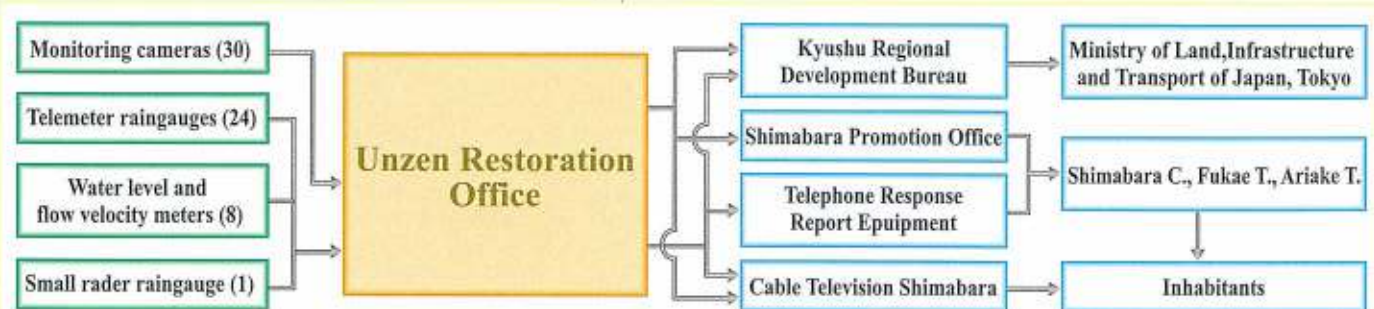 Monitoring cameras (30)
Telemeter raingauges (24)
Water level and
flow velocity meters (8)
Small rader raingauge (1)
Unzen Restoration
Office
Kyushu Regional
Development Bureau
Shimabara Promotion Office
Telephone Response
Report Epuipment
Cable Television Shimabara
Ministry of Land,Infrastructure
and Transport of Japan, Tokyo
Shimabara C., Fukae T., Ariake T.
Inhabitants